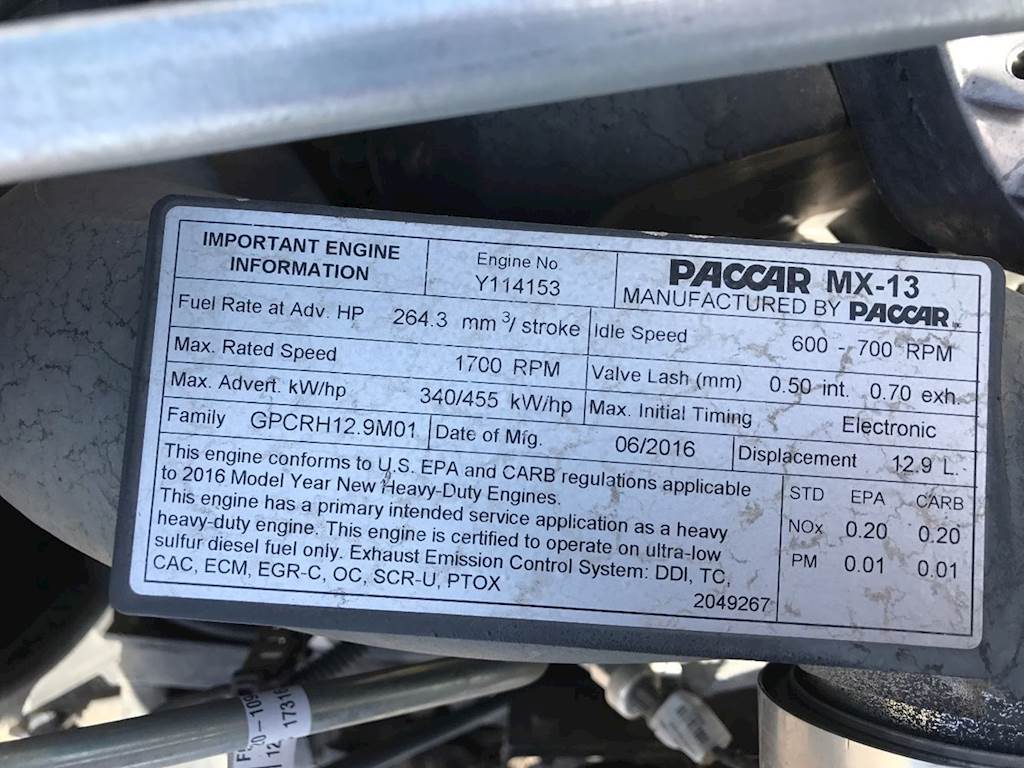 IMPORTANT ENGINE
INFORMATION
Engine No
Y114153
PACCAR MX-13
MANUFACTURED BY PACCAR
Fuel Rate at Adv. HP 264.3 mm³/ stroke
Idle Speed 600 - 700 RPM
Max. Rated Speed 1700 RPM
Valve Lash (mm) 0.50 int. 0.70 exh.
Max. Advert. kW/hp 340/455 kW/hp
Max. Initial Timing Electronic
Family GPCRH12.9M01
Date of Mfg. 06/2016
Displacement 12.9 L.
This engine conforms to U.S. EPA and CARB regulations applicable
to 2016 Model Year New Heavy-Duty Engines.
This engine has a primary intended service application as a heavy
heavy-duty engine. This engine is certified to operate on ultra-low
sulfur diesel fuel only. Exhaust Emission Control System: DDI, TC,
CAC, ECM, EGR-C, OC, SCR-U, PTOX
2049267
STD EPA CARB
NOx 0.20 0.20
PM 0.01 0.01